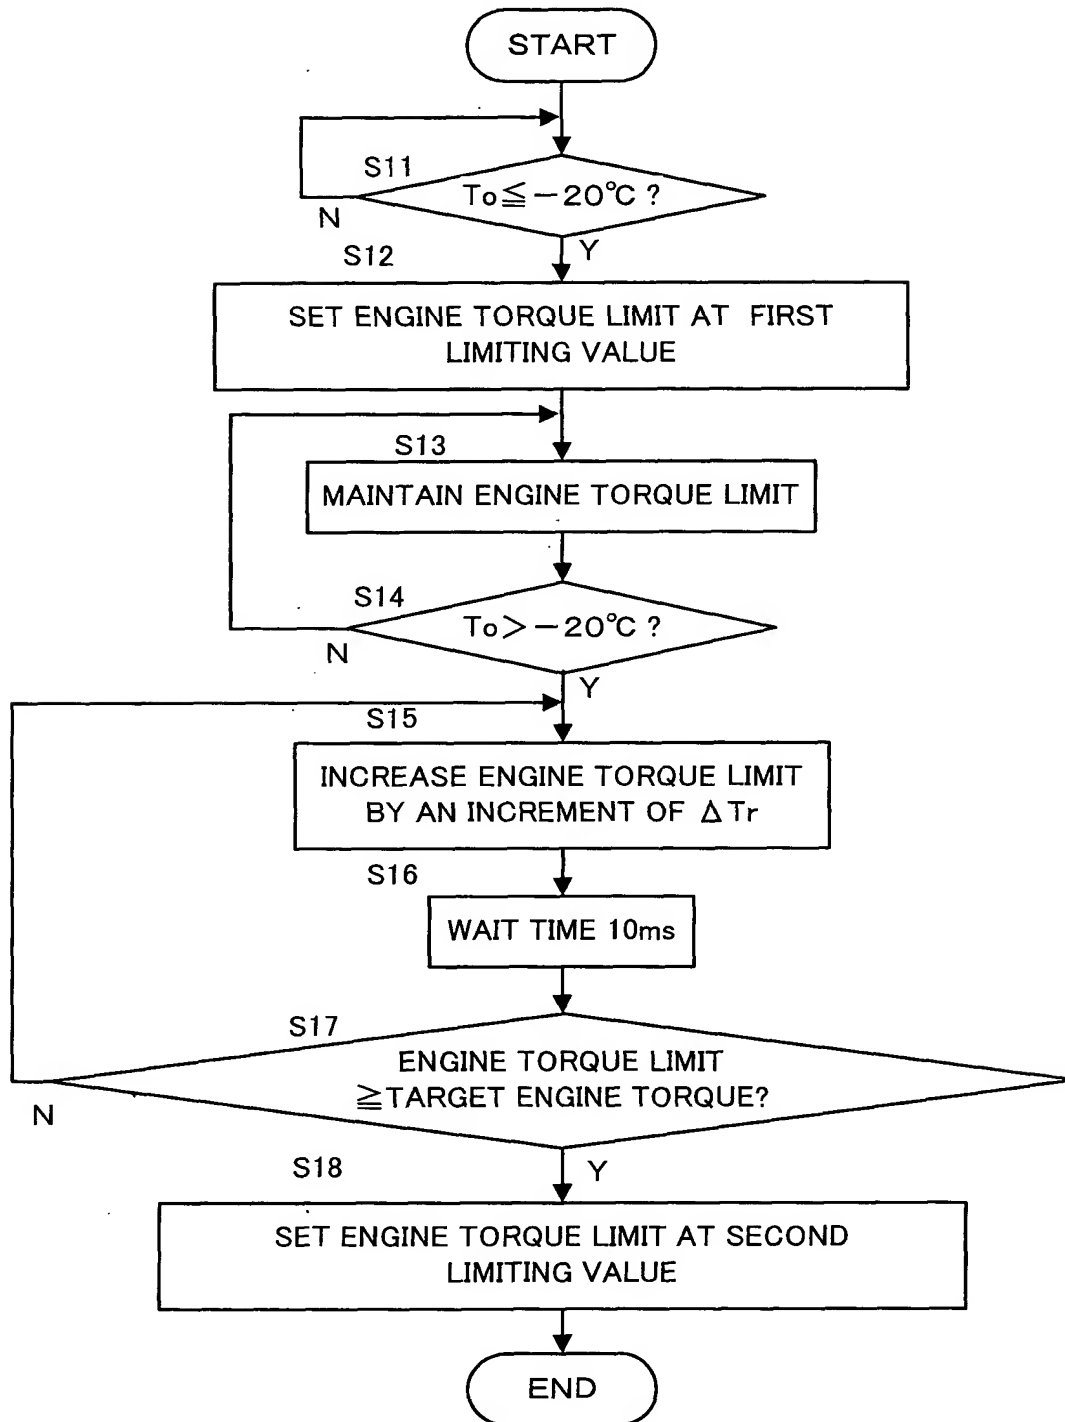 START
S11
To≦−20℃?
N
Y
S12
SET ENGINE TORQUE LIMIT AT FIRST
LIMITING VALUE
S13
MAINTAIN ENGINE TORQUE LIMIT
S14
To>−20℃?
N
Y
S15
INCREASE ENGINE TORQUE LIMIT
BY AN INCREMENT OF ΔTr
S16
WAIT TIME 10ms
S17
ENGINE TORQUE LIMIT
≧TARGET ENGINE TORQUE?
N
Y
S18
SET ENGINE TORQUE LIMIT AT SECOND
LIMITING VALUE
END